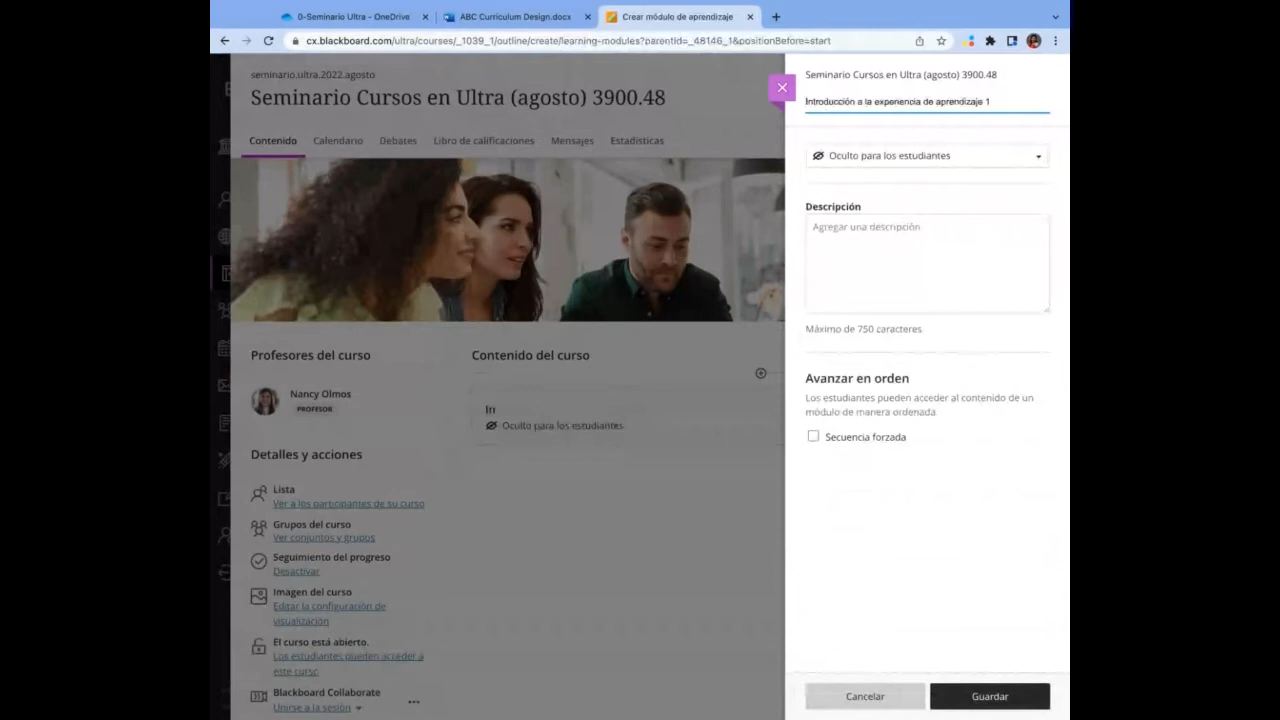 0-Seminario Ultra - OneDrive
ABC Curriculum Design.docx
Crear módulo de aprendizaje
cx.blackboard.com/ultra/courses/_1039_1/outline/create/learning-modules?parentId=_48146_1&positionBefore=start
seminario.ultra.2022.agosto
Seminario Cursos en Ultra (agosto) 3900.48
Contenido
Calendario
Debates
Libro de calificaciones
Mensajes
Estadísticas
Profesores del curso
Nancy Olmos
PROFESOR
Detalles y acciones
Lista
Ver a los participantes de su curso
Grupos del curso
Ver conjuntos y grupos
Seguimiento del progreso
Desactivar
Imagen del curso
Editar la configuración de
visualización
El curso está abierto.
Los estudiantes pueden acceder a
este curso
Blackboard Collaborate
Unirse a la sesión
Contenido del curso
In
Oculto para los estudiantes
Seminario Cursos en Ultra (agosto) 3900.48
Introducción a la experiencia de aprendizaje 1
Oculto para los estudiantes
Descripción
Agregar una descripción
Máximo de 750 caracteres
Avanzar en orden
Los estudiantes pueden acceder al contenido de un
módulo de manera ordenada.
Secuencia forzada
Cancelar
Guardar